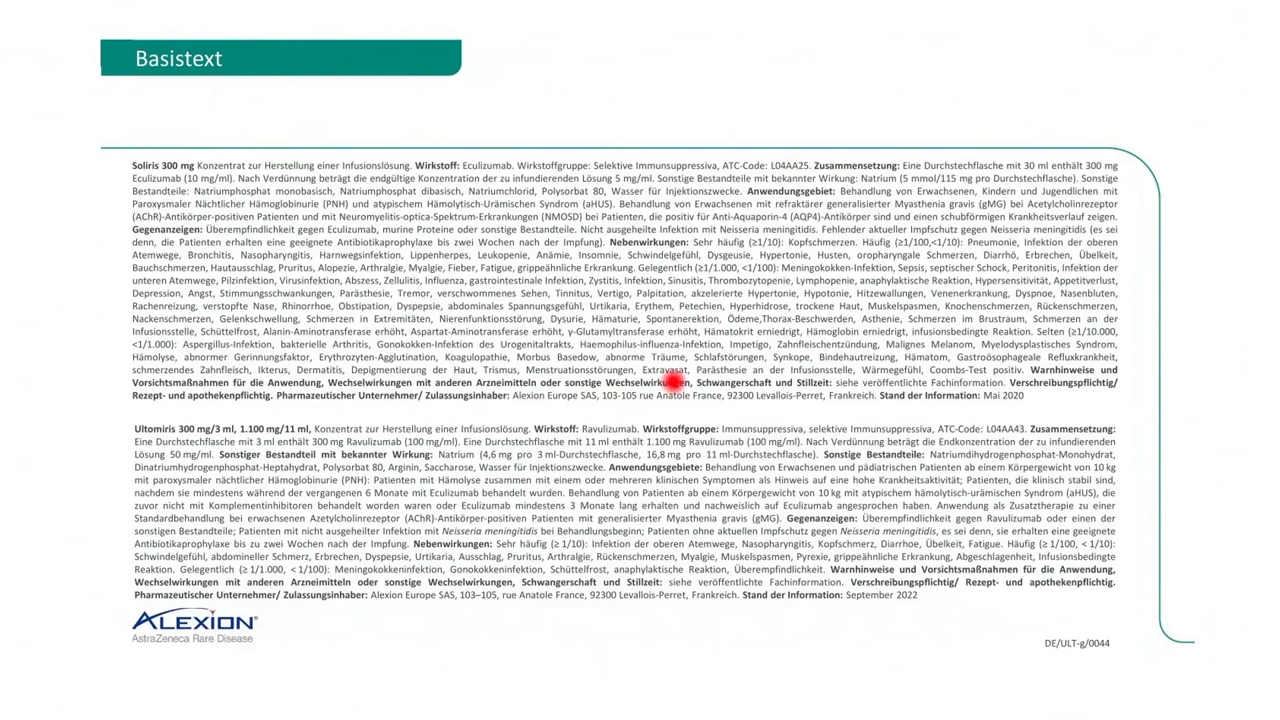 Basistext
Soliris 300 mg Konzentrat zur Herstellung einer Infusionslösung. Wirkstoff: Eculizumab. Wirkstoffgruppe: Selektive Immunsuppressiva, ATC-Code: L04AA25. Zusammensetzung: Eine Durchstechflasche mit 30 ml enthält 300 mg
Eculizumab (10 mg/ml). Nach Verdünnung beträgt die endgültige Konzentration der zu infundierenden Lösung 5 mg/ml. Sonstige Bestandteile mit bekannter Wirkung: Natrium (5 mmol/115 mg pro Durchstechflasche). Sonstige
Bestandteile: Natriumphosphat monobasisch, Natriumphosphat dibasisch, Natriumchlorid, Polysorbat 80, Wasser für Injektionszwecke. Anwendungsgebiet: Behandlung von Erwachsenen, Kindern und Jugendlichen mit
Paroxysmaler Nächtlicher Hämoglobinurie (PNH) und atypischem Hämolytisch-Urämischen Syndrom (aHUS). Behandlung von Erwachsenen mit refraktärer generalisierter Myasthenia gravis (gMG) bei Acetylcholinrezeptor
(AChR)-Antikörper-positiven Patienten und mit Neuromyelitis-optica-Spektrum-Erkrankungen (NMOSD) bei Patienten, die positiv für Anti-Aquaporin-4 (AQP4)-Antikörper sind und einen schubförmigen Krankheitsverlauf zeigen.
Gegenanzeigen: Überempfindlichkeit gegen Eculizumab, murine Proteine oder sonstige Bestandteile. Nicht ausgeheilte Infektion mit Neisseria meningitidis. Fehlender aktueller Impfschutz gegen Neisseria meningitidis (es sei
denn, die Patienten erhalten eine geeignete Antibiotikaprophylaxe bis zwei Wochen nach der Impfung). Nebenwirkungen: Sehr häufig (≥1/10): Kopfschmerzen. Häufig (≥1/100,<1/10): Pneumonie, Infektion der oberen
Atemwege, Bronchitis, Nasopharyngitis, Harnwegsinfektion, Lippenherpes, Leukopenie, Anämie, Insomnie, Schwindelgefühl, Dysgeusie, Hypertonie, Husten, oropharyngeale Schmerzen, Diarrhö, Erbrechen, Übelkeit,
Bauchschmerzen, Hautausschlag, Pruritus, Alopezie, Arthralgie, Myalgie, Fieber, Fatigue, grippeähnliche Erkrankung. Gelegentlich (≥1/1.000, <1/100): Meningokokken-Infektion, Sepsis, septischer Schock, Peritonitis, Infektion der
unteren Atemwege, Pilzinfektion, Virusinfektion, Abszess, Zellulitis, Influenza, gastrointestinale Infektion, Zystitis, Infektion, Sinusitis, Thrombozytopenie, Lymphopenie, anaphylaktische Reaktion, Hypersensitivität, Appetitverlust,
Depression, Angst, Stimmungsschwankungen, Parästhesie, Tremor, verschwommenes Sehen, Tinnitus, Vertigo, Palpitation, akzelerierte Hypertonie, Hypotonie, Hitzewallungen, Venenerkrankung, Dyspnoe, Nasenbluten,
Rachenreizung, verstopfte Nase, Rhinorrhoe, Obstipation, Dyspepsie, abdominales Spannungsgefühl, Urtikaria, Erythem, Petechien, Hyperhidrose, trockene Haut, Muskelspasmen, Knochenschmerzen, Rückenschmerzen,
Nackenschmerzen, Gelenkschwellung, Schmerzen in Extremitäten, Nierenfunktionsstörung, Dysurie, Hämaturie, Spontanerektion, Ödeme,Thorax-Beschwerden, Asthenie, Schmerzen im Brustraum, Schmerzen an der
Infusionsstelle, Schüttelfrost, Alanin-Aminotransferase erhöht, Aspartat-Aminotransferase erhöht, γ-Glutamyltransferase erhöht, Hämatokrit erniedrigt, Hämoglobin erniedrigt, infusionsbedingte Reaktion. Selten (≥1/10.000,
<1/1.000): Aspergillus-Infektion, bakterielle Arthritis, Gonokokken-Infektion des Urogenitaltrakts, Haemophilus-influenza-Infektion, Impetigo, Zahnfleischentzündung, Malignes Melanom, Myelodysplastisches Syndrom,
Hämolyse, abnormer Gerinnungsfaktor, Erythrozyten-Agglutination, Koagulopathie, Morbus Basedow, abnorme Träume, Schlafstörungen, Synkope, Bindehautreizung, Hämatom, Gastroösophageale Refluxkrankheit,
schmerzendes Zahnfleisch, Ikterus, Dermatitis, Depigmentierung der Haut, Trismus, Menstruationsstörungen, Extravasat, Parästhesie an der Infusionsstelle, Wärmegefühl, Coombs-Test positiv. Warnhinweise und
Vorsichtsmaßnahmen für die Anwendung, Wechselwirkungen mit anderen Arzneimitteln oder sonstige Wechselwirkungen, Schwangerschaft und Stillzeit: siehe veröffentlichte Fachinformation. Verschreibungspflichtig/
Rezept- und apothekenpflichtig. Pharmazeutischer Unternehmer/ Zulassungsinhaber: Alexion Europe SAS, 103-105 rue Anatole France, 92300 Levallois-Perret, Frankreich. Stand der Information: Mai 2020
Ultomiris 300 mg/3 ml, 1.100 mg/11 ml, Konzentrat zur Herstellung einer Infusionslösung. Wirkstoff: Ravulizumab. Wirkstoffgruppe: Immunsuppressiva, selektive Immunsuppressiva, ATC-Code: L04AA43. Zusammensetzung:
Eine Durchstechflasche mit 3 ml enthält 300 mg Ravulizumab (100 mg/ml). Eine Durchstechflasche mit 11 ml enthält 1.100 mg Ravulizumab (100 mg/ml). Nach Verdünnung beträgt die Endkonzentration der zu infundierenden
Lösung 50 mg/ml. Sonstiger Bestandteil mit bekannter Wirkung: Natrium (4,6 mg pro 3 ml-Durchstechflasche, 16,8 mg pro 11 ml-Durchstechflasche). Sonstige Bestandteile: Natriumdihydrogenphosphat-Monohydrat,
Dinatriumhydrogenphosphat-Heptahydrat, Polysorbat 80, Arginin, Saccharose, Wasser für Injektionszwecke. Anwendungsgebiete: Behandlung von Erwachsenen und pädiatrischen Patienten ab einem Körpergewicht von 10 kg
mit paroxysmaler nächtlicher Hämoglobinurie (PNH): Patienten mit Hämolyse zusammen mit einem oder mehreren klinischen Symptomen als Hinweis auf eine hohe Krankheitsaktivität; Patienten, die klinisch stabil sind,
nachdem sie mindestens während der vergangenen 6 Monate mit Eculizumab behandelt wurden. Behandlung von Patienten ab einem Körpergewicht von 10 kg mit atypischem hämolytisch-urämischen Syndrom (aHUS), die
zuvor nicht mit Komplementinhibitoren behandelt worden waren oder Eculizumab mindestens 3 Monate lang erhalten und nachweislich auf Eculizumab angesprochen haben. Anwendung als Zusatztherapie zu einer
Standardbehandlung bei erwachsenen Azetylcholinrezeptor (AChR)-Antikörper-positiven Patienten mit generalisierter Myasthenia gravis (gMG). Gegenanzeigen: Überempfindlichkeit gegen Ravulizumab oder einen der
sonstigen Bestandteile; Patienten mit nicht ausgeheilter Infektion mit Neisseria meningitidis bei Behandlungsbeginn; Patienten ohne aktuellen Impfschutz gegen Neisseria meningitidis, es sei denn, sie erhalten eine geeignete
Antibiotikaprophylaxe bis zu zwei Wochen nach der Impfung. Nebenwirkungen: Sehr häufig (≥ 1/10): Infektion der oberen Atemwege, Nasopharyngitis, Kopfschmerz, Diarrhoe, Übelkeit, Fatigue. Häufig (≥ 1/100, < 1/10):
Schwindelgefühl, abdomineller Schmerz, Erbrechen, Dyspepsie, Urtikaria, Ausschlag, Pruritus, Arthralgie, Rückenschmerzen, Myalgie, Muskelspasmen, Pyrexie, grippeähnliche Erkrankung, Abgeschlagenheit, Infusionsbedingte
Reaktion. Gelegentlich (≥ 1/1.000, < 1/100): Meningokokkeninfektion, Gonokokkeninfektion, Schüttelfrost, anaphylaktische Reaktion, Überempfindlichkeit. Warnhinweise und Vorsichtsmaßnahmen für die Anwendung,
Wechselwirkungen mit anderen Arzneimitteln oder sonstige Wechselwirkungen, Schwangerschaft und Stillzeit: siehe veröffentlichte Fachinformation. Verschreibungspflichtig/ Rezept- und apothekenpflichtig.
Pharmazeutischer Unternehmer/ Zulassungsinhaber: Alexion Europe SAS, 103–105, rue Anatole France, 92300 Levallois-Perret, Frankreich. Stand der Information: September 2022
ALEXION®
AstraZeneca Rare Disease
DE/ULT-g/0044